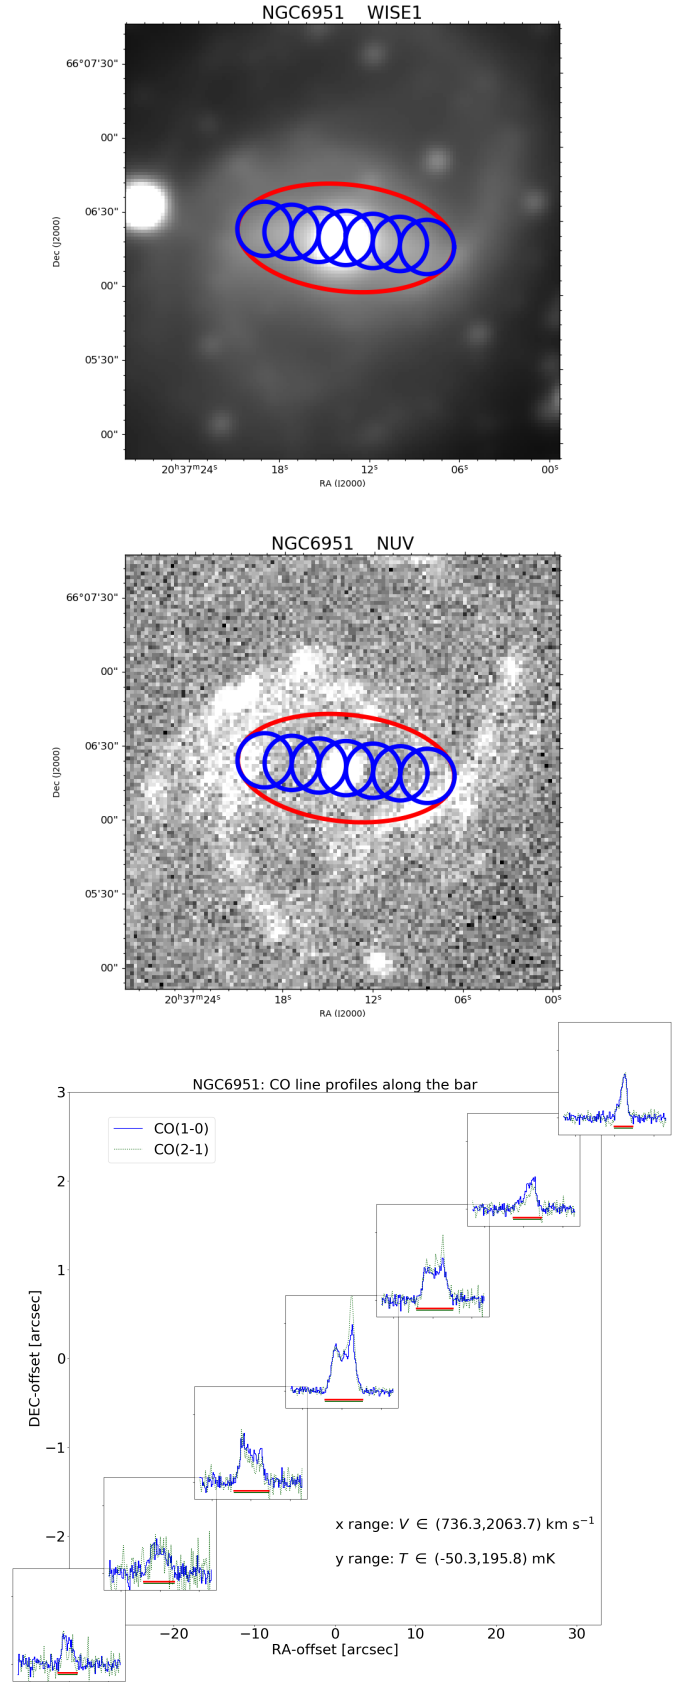 NGC6951 WISE1
66°07'30"
00"
06'30"
00"
05'30"
00"
Dec (J2000)
20ʰ37ᵐ24ˢ 18ˢ 12ˢ 06ˢ 00ˢ
RA (J2000)
NGC6951 NUV
66°07'30"
00"
06'30"
00"
05'30"
00"
Dec (J2000)
20ʰ37ᵐ24ˢ 18ˢ 12ˢ 06ˢ 00ˢ
RA (J2000)
NGC6951: CO line profiles along the bar
CO(1-0)
CO(2-1)
3
2
1
0
−1
−2
DEC-offset [arcsec]
x range: V ∈ (736.3,2063.7) km s⁻¹
y range: T ∈ (-50.3,195.8) mK
−20 −10 0 10 20 30
RA-offset [arcsec]